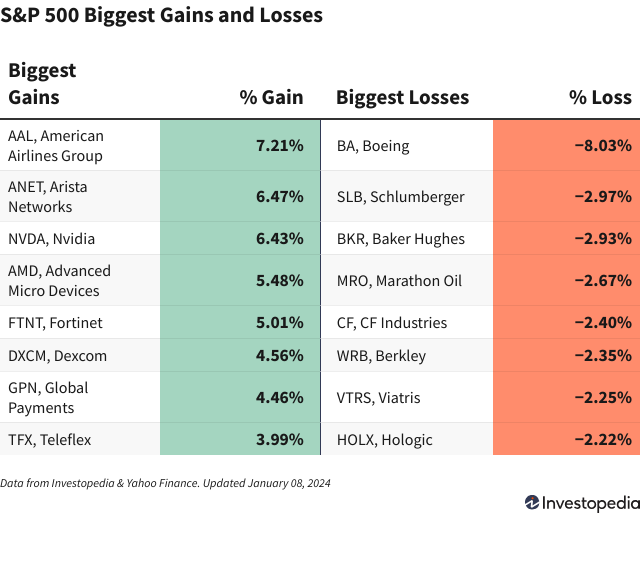 S&P 500 Biggest Gains and Losses
Biggest
Gains % Gain Biggest Losses % Loss
AAL, American
Airlines Group 7.21% BA, Boeing −8.03%
ANET, Arista
Networks 6.47% SLB, Schlumberger −2.97%
NVDA, Nvidia 6.43% BKR, Baker Hughes −2.93%
AMD, Advanced
Micro Devices 5.48% MRO, Marathon Oil −2.67%
FTNT, Fortinet 5.01% CF, CF Industries −2.40%
DXCM, Dexcom 4.56% WRB, Berkley −2.35%
GPN, Global
Payments 4.46% VTRS, Viatris −2.25%
TFX, Teleflex 3.99% HOLX, Hologic −2.22%
Data from Investopedia & Yahoo Finance. Updated January 08, 2024
Investopedia